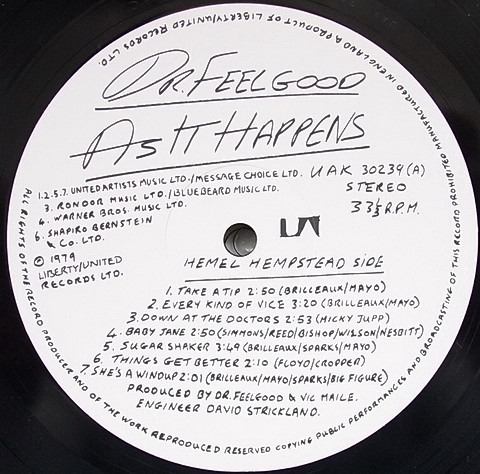 DR. FEELGOOD
AS IT HAPPENS
1.2.5.7. UNITED ARTISTS MUSIC LTD./MESSAGE CHOICE LTD.
3. RONDOR MUSIC LTD./BLUEBEARD MUSIC LTD.
4. WARNER BROS. MUSIC LTD.
6. SHAPIRO BERNSTEIN
& CO. LTD.
℗ 1979
LIBERTY/UNITED
RECORDS LTD.
UAK 30239 (A)
STEREO
33⅓ R.P.M.
UA
HEMEL HEMPSTEAD SIDE
1. TAKE A TIP 2:50 (BRILLEAUX/MAYO)
2. EVERY KIND OF VICE 3:20 (BRILLEAUX/MAYO)
3. DOWN AT THE DOCTORS 2:53 (MICKY JUPP)
4. BABY JANE 2:50 (SIMMONS/REED/BISHOP/WILSON/NESBITT)
5. SUGAR SHAKER 3:49 (BRILLEAUX/SPARKS/MAYO)
6. THINGS GET BETTER 2:10 (FLOYD/CROPPER)
7. SHE'S A WINDUP 2:01 (BRILLEAUX/MAYO/SPARKS/BIG FIGURE)
PRODUCED BY DR. FEELGOOD & VIC MAILE.
ENGINEER DAVID STRICKLAND.
ALL RIGHTS OF THE RECORD PRODUCER AND OF THE WORK REPRODUCED RESERVED COPYING PUBLIC PERFORMANCES AND BROADCASTING OF THIS RECORD PROHIBITED MANUFACTURED IN ENGLAND A PRODUCT OF LIBERTY/UNITED RECORDS LTD.